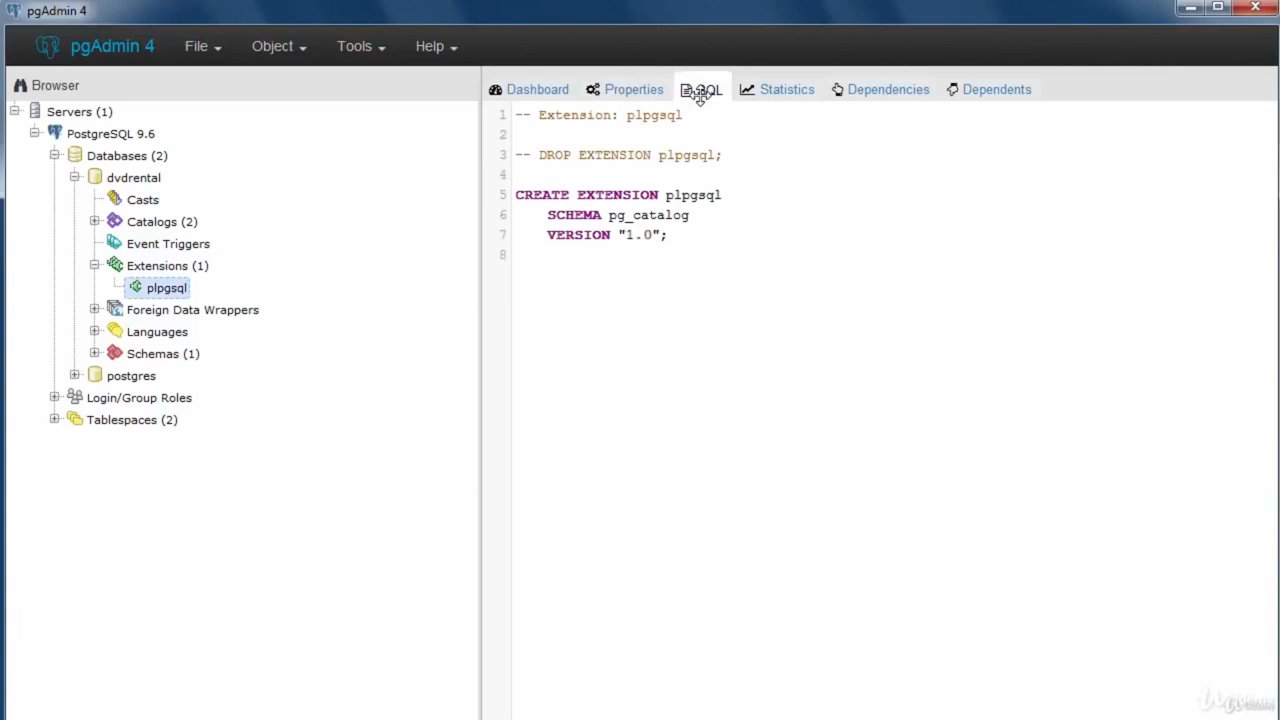 pgAdmin 4
pgAdmin 4 File Object Tools Help
Browser
Servers (1)
PostgreSQL 9.6
Databases (2)
dvdrental
Casts
Catalogs (2)
Event Triggers
Extensions (1)
plpgsql
Foreign Data Wrappers
Languages
Schemas (1)
postgres
Login/Group Roles
Tablespaces (2)
Dashboard Properties SQL Statistics Dependencies Dependents
1 -- Extension: plpgsql
2
3 -- DROP EXTENSION plpgsql;
4
5 CREATE EXTENSION plpgsql
6 SCHEMA pg_catalog
7 VERSION "1.0";
8